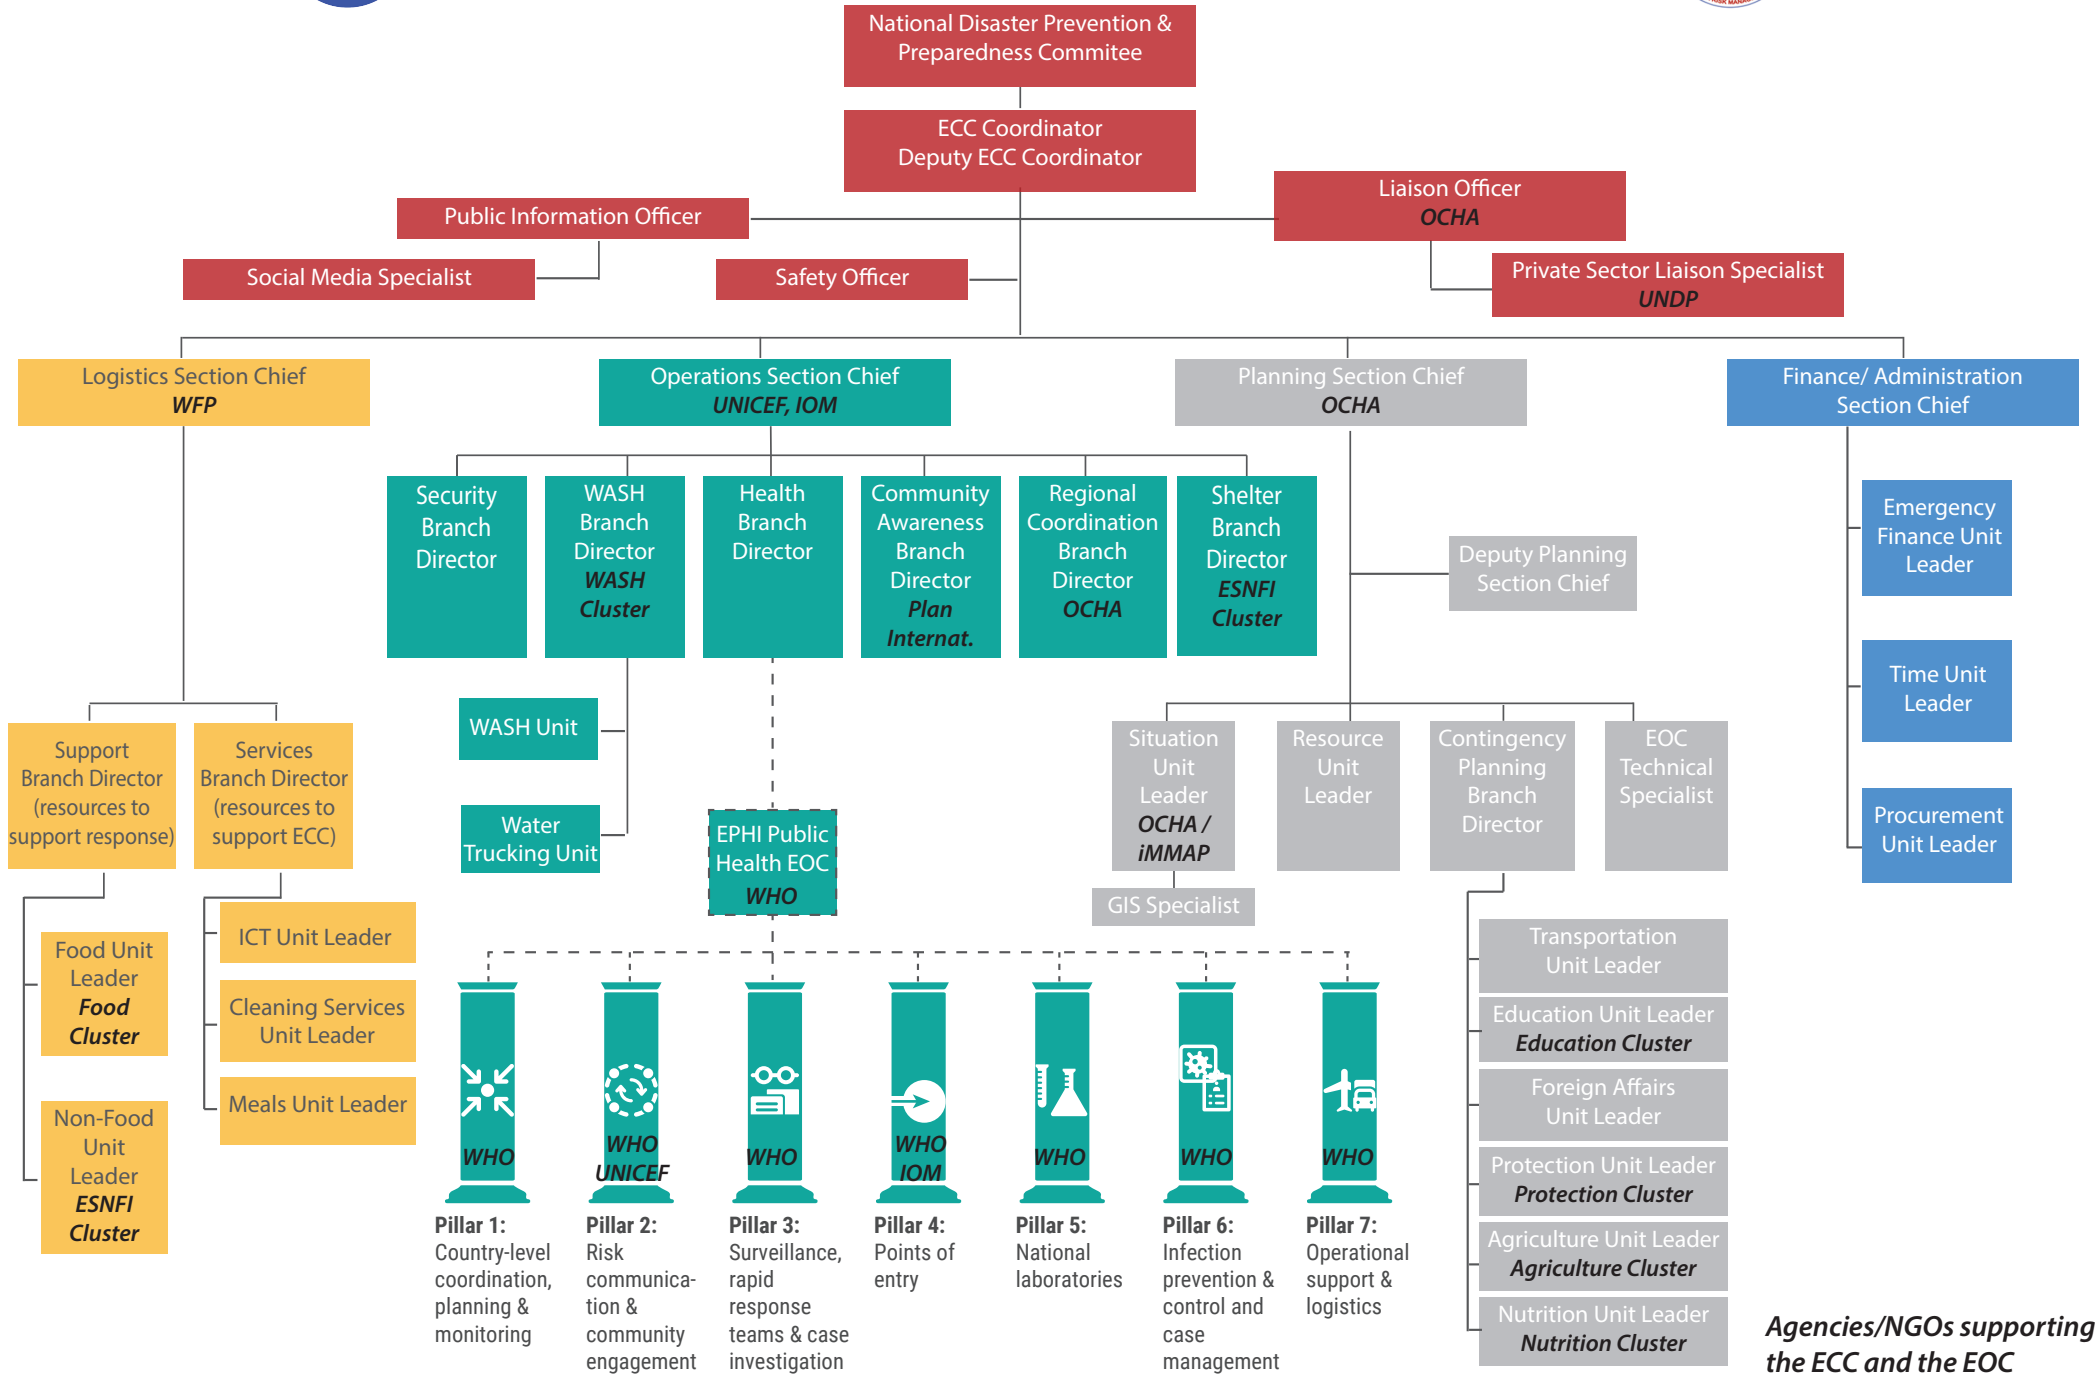 National Disaster Prevention &
Preparedness Commitee
ECC Coordinator
Deputy ECC Coordinator
Liaison Officer
OCHA
Public Information Officer
Social Media Specialist
Safety Officer
Private Sector Liaison Specialist
UNDP
Logistics Section Chief
WFP
Operations Section Chief
UNICEF, IOM
Planning Section Chief
OCHA
Finance/ Administration
Section Chief
Security
Branch
Director
WASH
Branch
Director
WASH
Cluster
Health
Branch
Director
Community
Awareness
Branch
Director
Plan
Internat.
Regional
Coordination
Branch
Director
OCHA
Shelter
Branch
Director
ESNFI
Cluster
Deputy Planning
Section Chief
Emergency
Finance Unit
Leader
Time Unit
Leader
Procurement
Unit Leader
WASH Unit
Water
Trucking Unit
EPHI Public
Health EOC
WHO
Support
Branch Director
(resources to
support response)
Services
Branch Director
(resources to
support ECC)
Situation
Unit
Leader
OCHA /
iMMAP
GIS Specialist
Resource
Unit
Leader
Contingency
Planning
Branch
Director
EOC
Technical
Specialist
Food Unit
Leader
Food
Cluster
Non-Food
Unit
Leader
ESNFI
Cluster
ICT Unit Leader
Cleaning Services
Unit Leader
Meals Unit Leader
Transportation
Unit Leader
Education Unit Leader
Education Cluster
Foreign Affairs
Unit Leader
Protection Unit Leader
Protection Cluster
Agriculture Unit Leader
Agriculture Cluster
Nutrition Unit Leader
Nutrition Cluster
WHO
Pillar 1:
Country-level
coordination,
planning &
monitoring
WHO
UNICEF
Pillar 2:
Risk
communica-
tion &
community
engagement
WHO
Pillar 3:
Surveillance,
rapid
response
teams & case
investigation
WHO
IOM
Pillar 4:
Points of
entry
WHO
Pillar 5:
National
laboratories
WHO
Pillar 6:
Infection
prevention &
control and
case
management
WHO
Pillar 7:
Operational
support &
logistics
Agencies/NGOs supporting
the ECC and the EOC